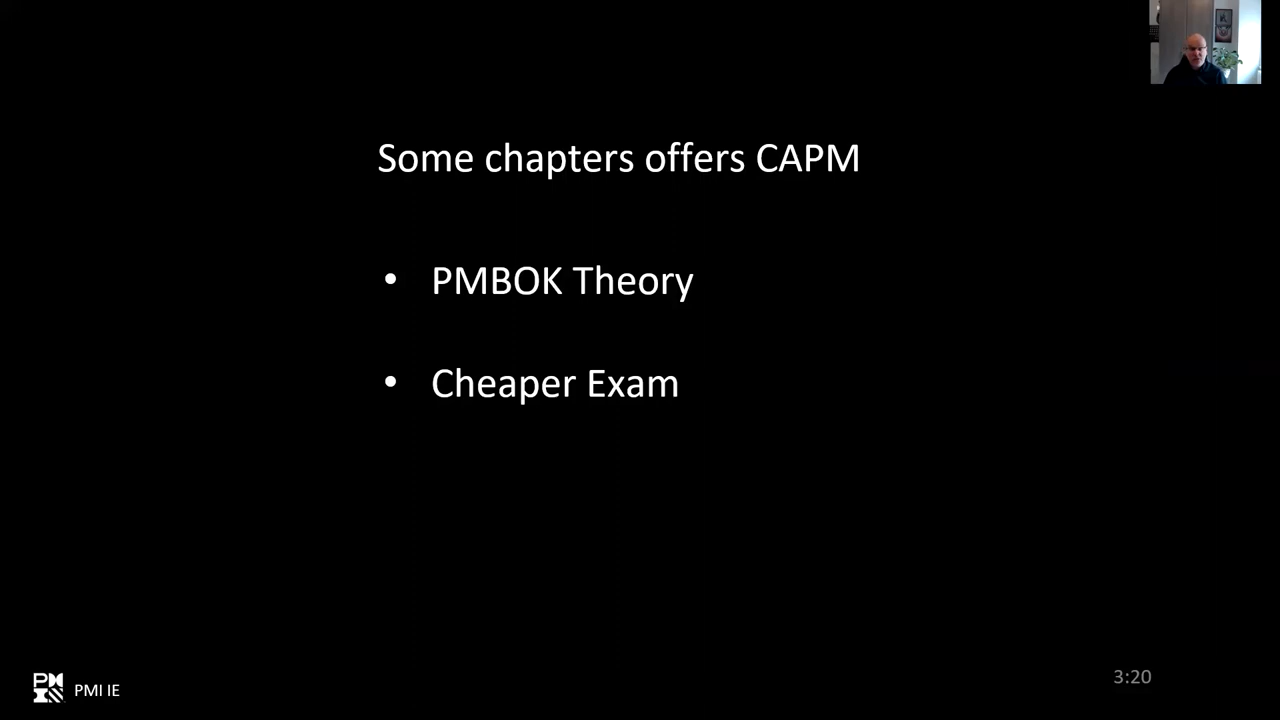 Some chapters offers CAPM
• PMBOK Theory
• Cheaper Exam
PMI IE
3:20